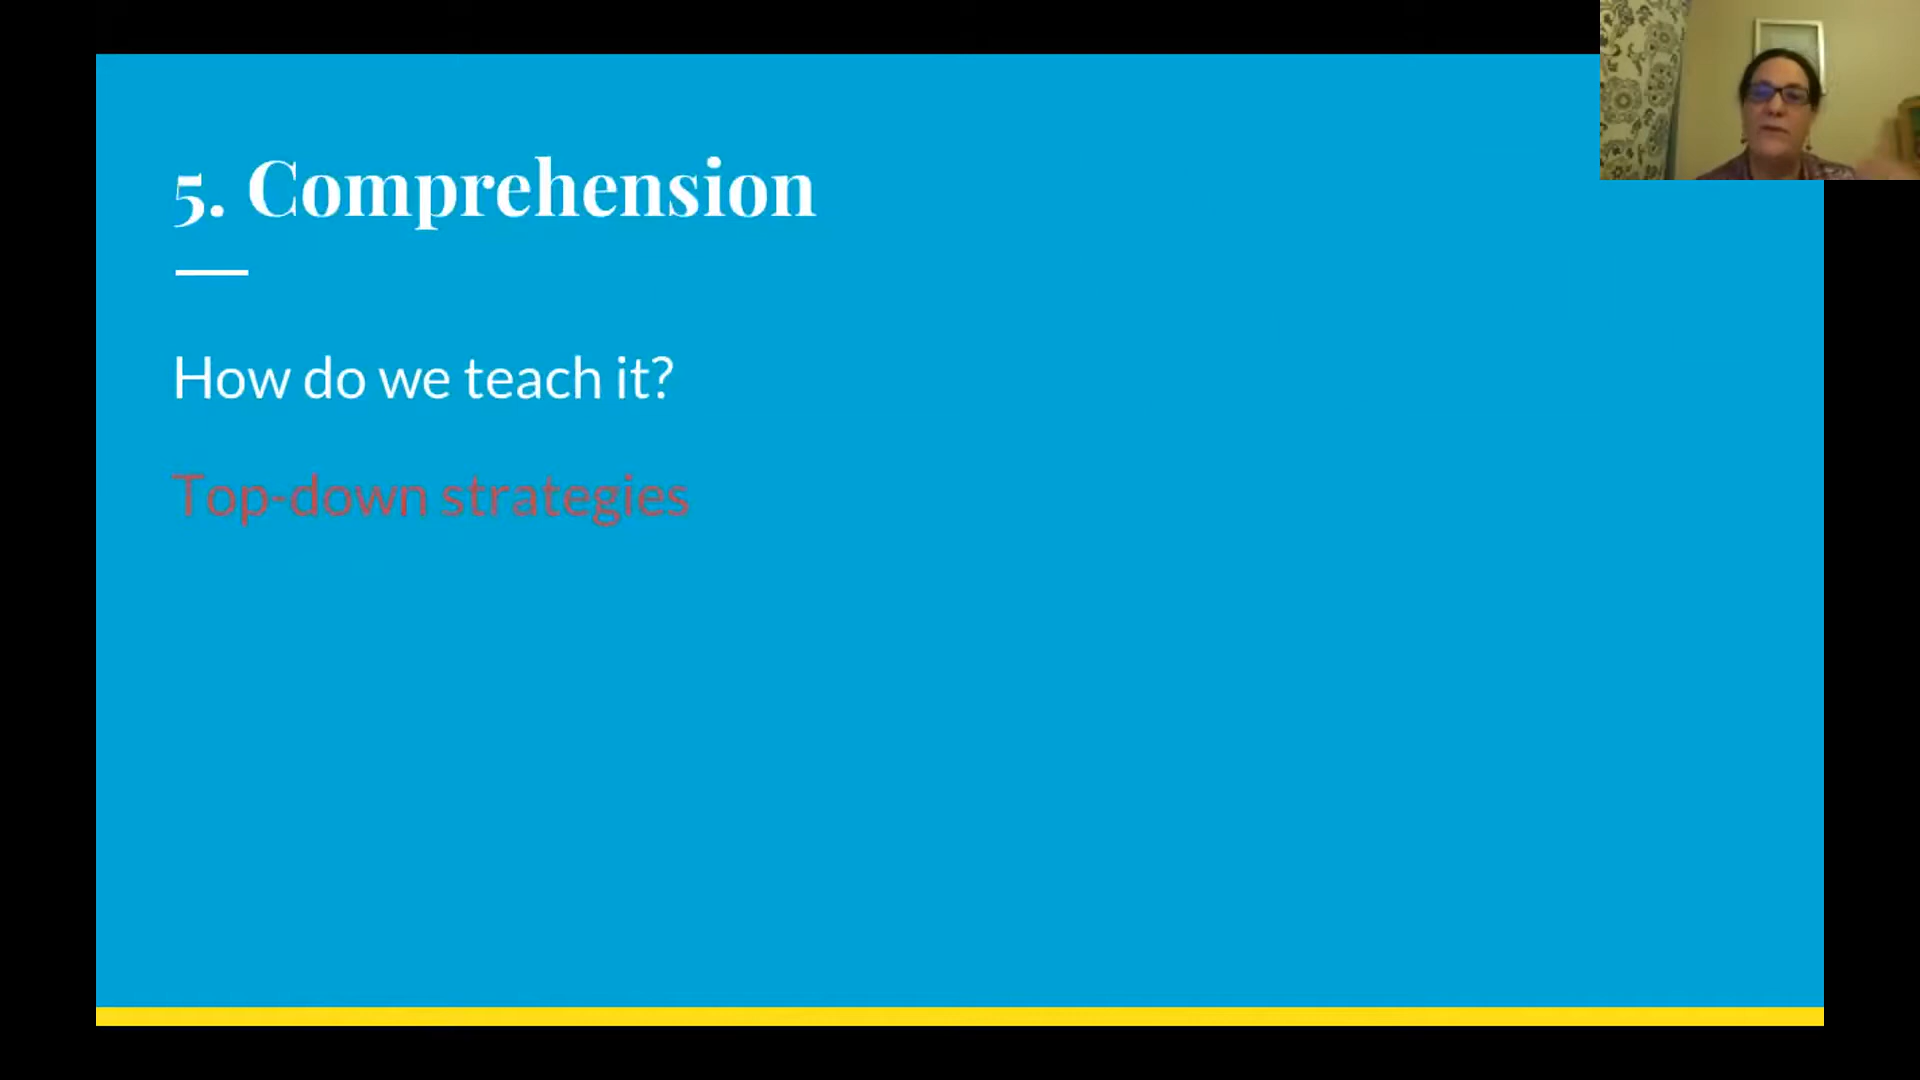 5. Comprehension
How do we teach it?
Top-down strategies